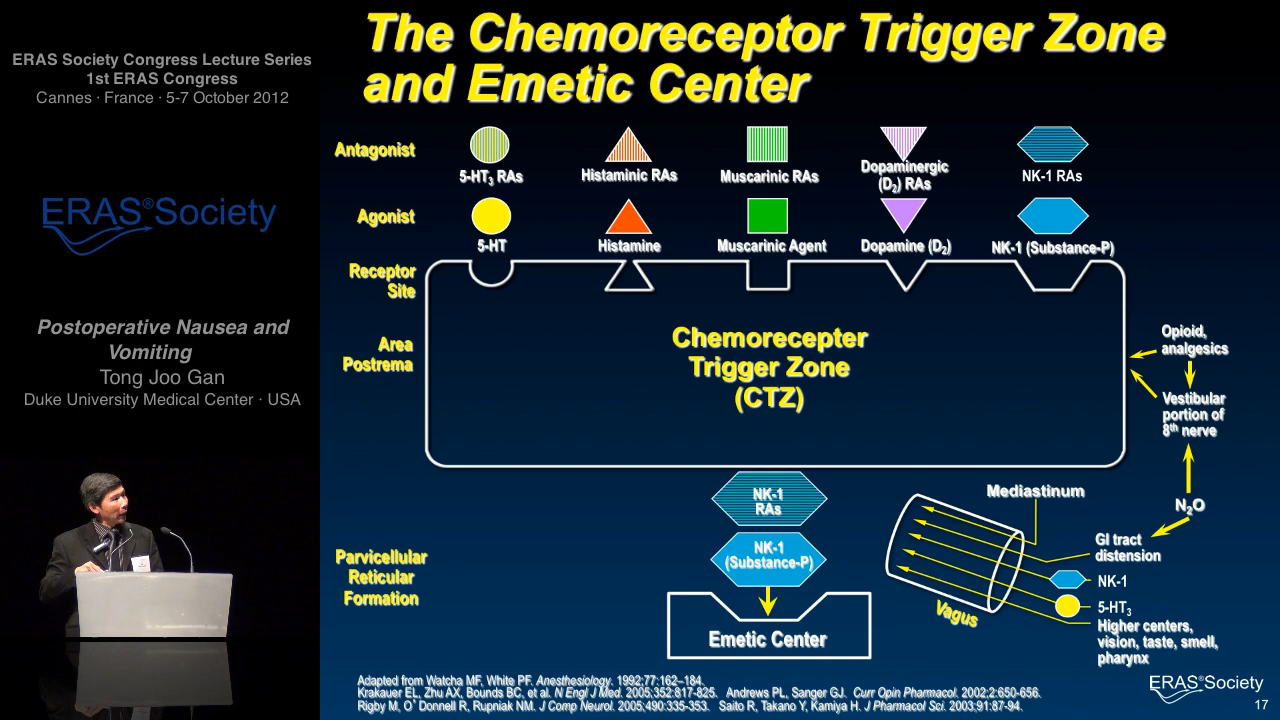 ERAS Society Congress Lecture Series
1st ERAS Congress
Cannes · France · 5-7 October 2012
ERAS®Society
Postoperative Nausea and
Vomiting
Tong Joo Gan
Duke University Medical Center · USA
The Chemoreceptor Trigger Zone
and Emetic Center
Antagonist
5-HT3 RAs
Histaminic RAs
Muscarinic RAs
Dopaminergic
(D2) RAs
NK-1 RAs
Agonist
5-HT
Histamine
Muscarinic Agent
Dopamine (D2)
NK-1 (Substance-P)
Receptor
Site
Area
Postrema
Chemorecepter
Trigger Zone
(CTZ)
Opioid,
analgesics
Vestibular
portion of
8th nerve
N2O
Mediastinum
GI tract
distension
NK-1
5-HT3
Higher centers,
vision, taste, smell,
pharynx
Vagus
NK-1
RAs
NK-1
(Substance-P)
Parvicellular
Reticular
Formation
Emetic Center
Adapted from Watcha MF, White PF. Anesthesiology. 1992;77:162–184.
Krakauer EL, Zhu AX, Bounds BC, et al. N Engl J Med. 2005;352:817-825. Andrews PL, Sanger GJ. Curr Opin Pharmacol. 2002;2:650-656.
Rigby M, O' Donnell R, Rupniak NM. J Comp Neurol. 2005;490:335-353. Saito R, Takano Y, Kamiya H. J Pharmacol Sci. 2003;91:87-94.
ERAS®Society
17